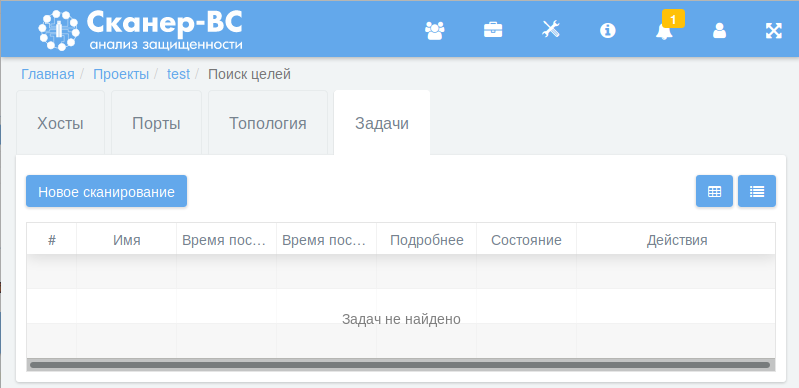 Сканер-ВС
анализ защищенности
1
Главная / Проекты / test / Поиск целей
Хосты Порты Топология Задачи
Новое сканирование
# Имя Время пос... Время пос... Подробнее Состояние Действия
Задач не найдено